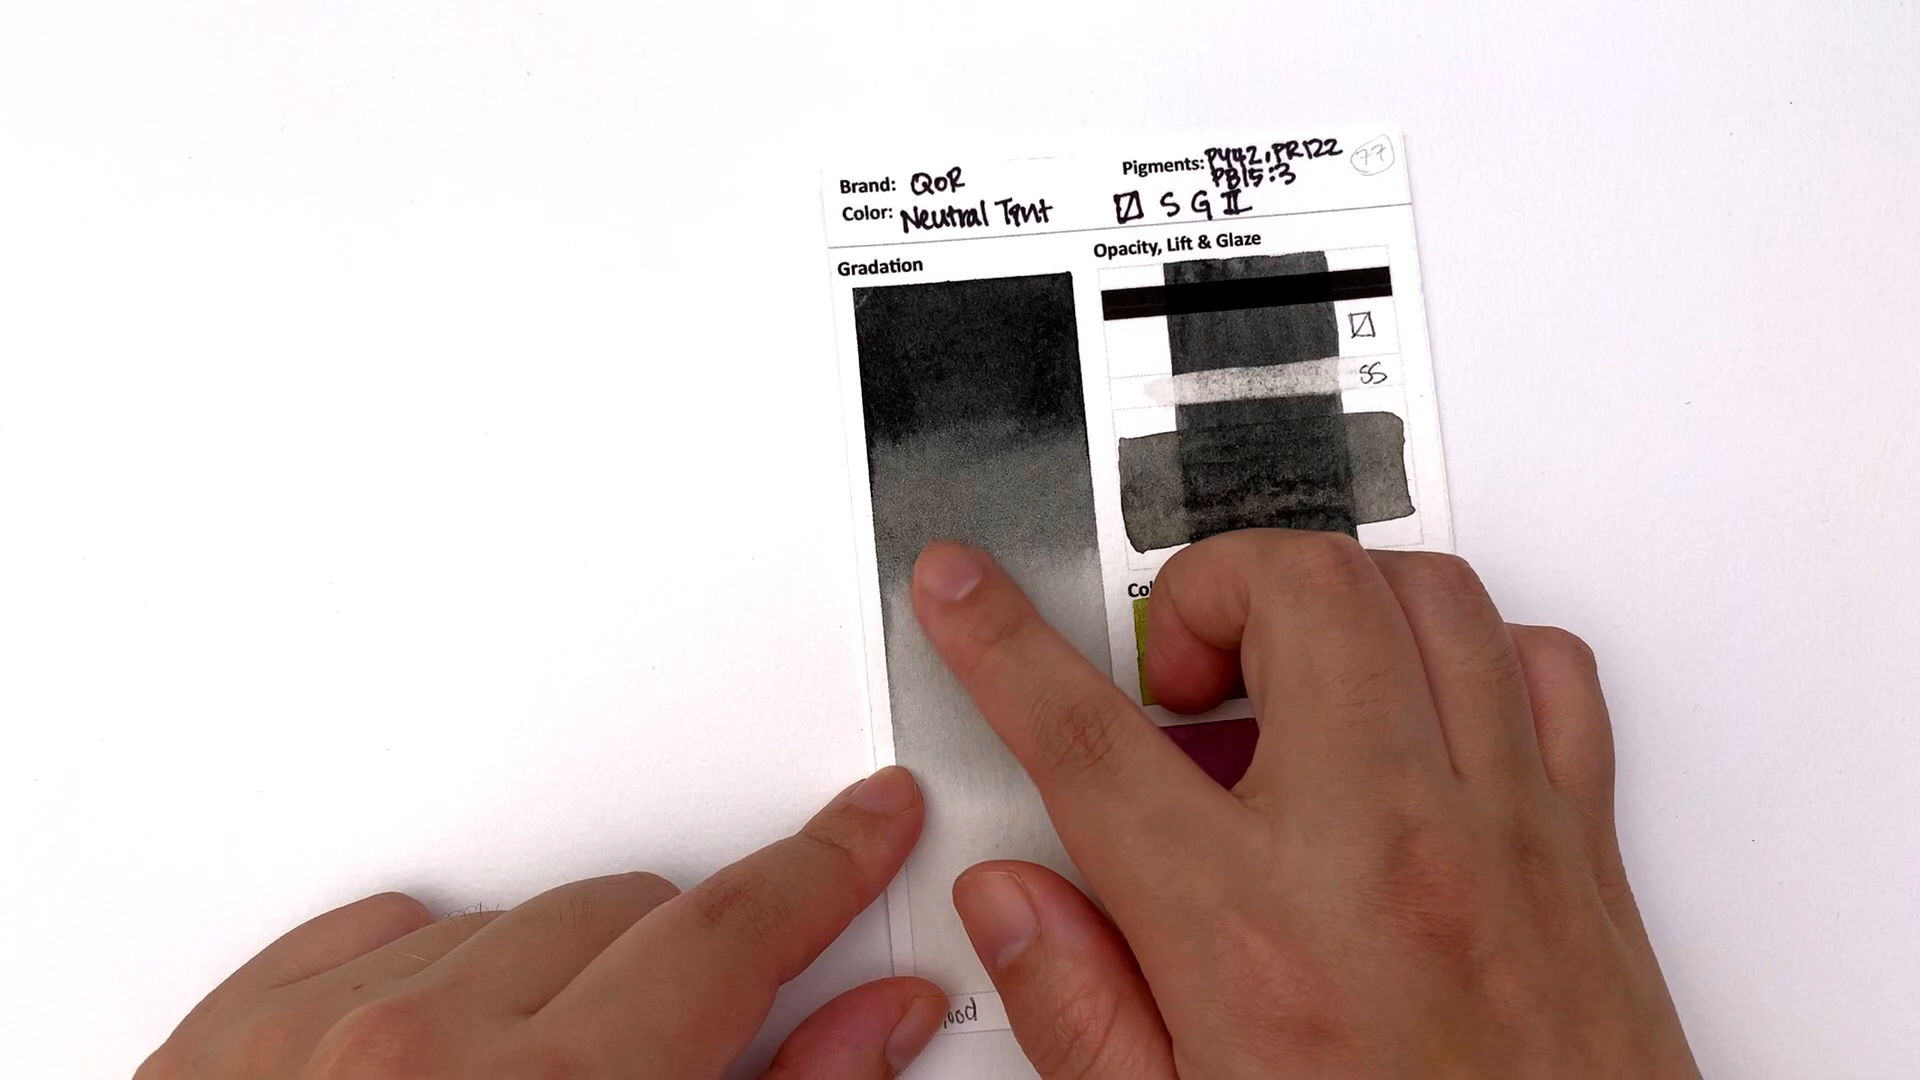 Brand: QoR
Color: Neutral Tint
Pigments: PY42, PR122
PB15:3
S G II
77
Gradation
Opacity, Lift & Glaze
SS